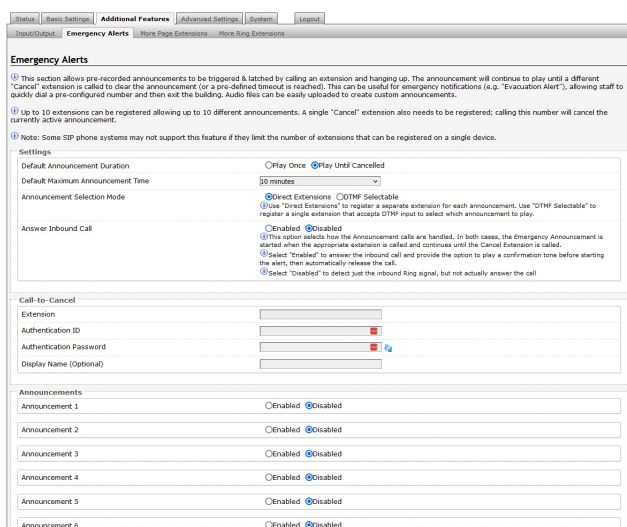 Status Basic Settings Additional Features Advanced Settings System Logout
Input/Output Emergency Alerts More Page Extensions More Ring Extensions
Emergency Alerts
This section allows pre-recorded announcements to be triggered & latched by calling an extension and hanging up. The announcement will continue to play until a different
"Cancel" extension is called to clear the announcement (or a pre-defined timeout is reached). This can be useful for emergency notifications (e.g. "Evacuation Alert"), allowing staff to
quickly dial a pre-configured number and then exit the building. Audio files can be easily uploaded to create custom announcements.
Up to 10 extensions can be registered allowing up to 10 different announcements. A single "Cancel" extension also needs to be registered; calling this number will cancel the
currently active announcement.
Note: Some SIP phone systems may not support this feature if they limit the number of extensions that can be registered on a single device.
Settings
Default Announcement Duration Play Once Play Until Cancelled
Default Maximum Announcement Time 10 minutes
Announcement Selection Mode Direct Extensions DTMF Selectable
Use "Direct Extensions" to register a separate extension for each announcement. Use "DTMF Selectable" to
register a single extension that accepts DTMF input to select which announcement to play.
Answer Inbound Call Enabled Disabled
This option selects how the Announcement calls are handled. In both cases, the Emergency Announcement is
started when the appropriate extension is called and continues until the Cancel Extension is called.
Select "Enabled" to answer the inbound call and provide the option to play a confirmation tone before starting
the alert, then automatically release the call.
Select "Disabled" to detect just the inbound Ring signal, but not actually answer the call
Call-to-Cancel
Extension
Authentication ID
Authentication Password
Display Name (Optional)
Announcements
Announcement 1 Enabled Disabled
Announcement 2 Enabled Disabled
Announcement 3 Enabled Disabled
Announcement 4 Enabled Disabled
Announcement 5 Enabled Disabled
Announcement 6 Enabled Disabled